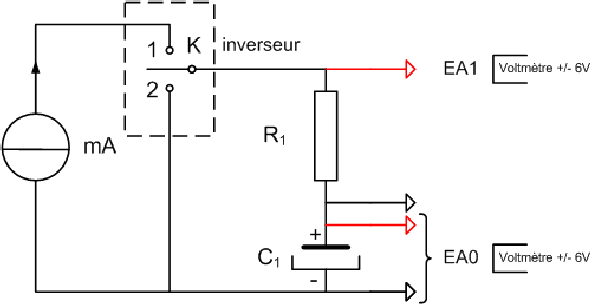 1
K
inverseur
2
mA
EA1
Voltmètre +/- 6V
R1
+
C1
-
EA0
Voltmètre +/- 6V